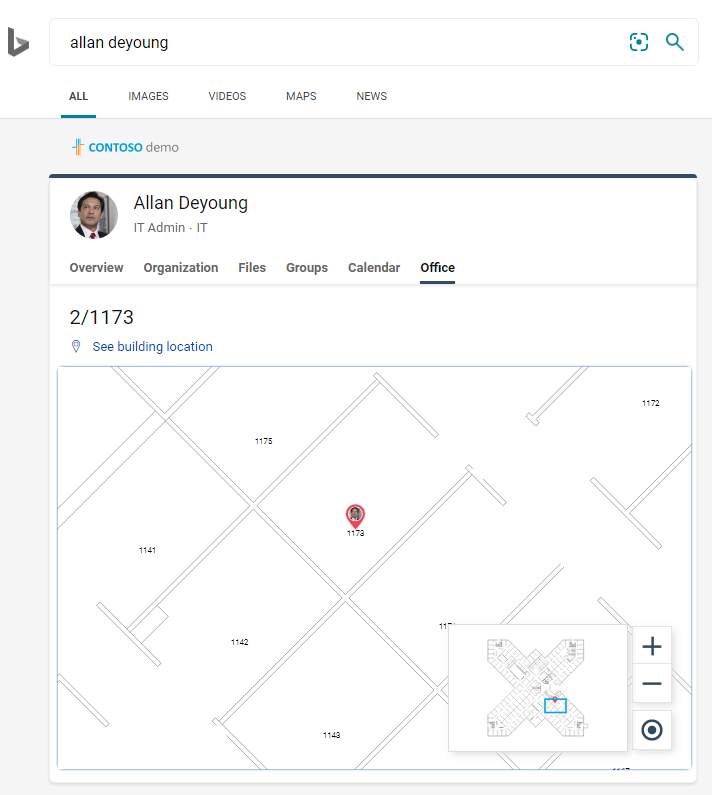 allan deyoung
ALL IMAGES VIDEOS MAPS NEWS
CONTOSO demo
Allan Deyoung
IT Admin · IT
Overview Organization Files Groups Calendar Office
2/1173
See building location
1172
1175
1173
1141
1142
1143